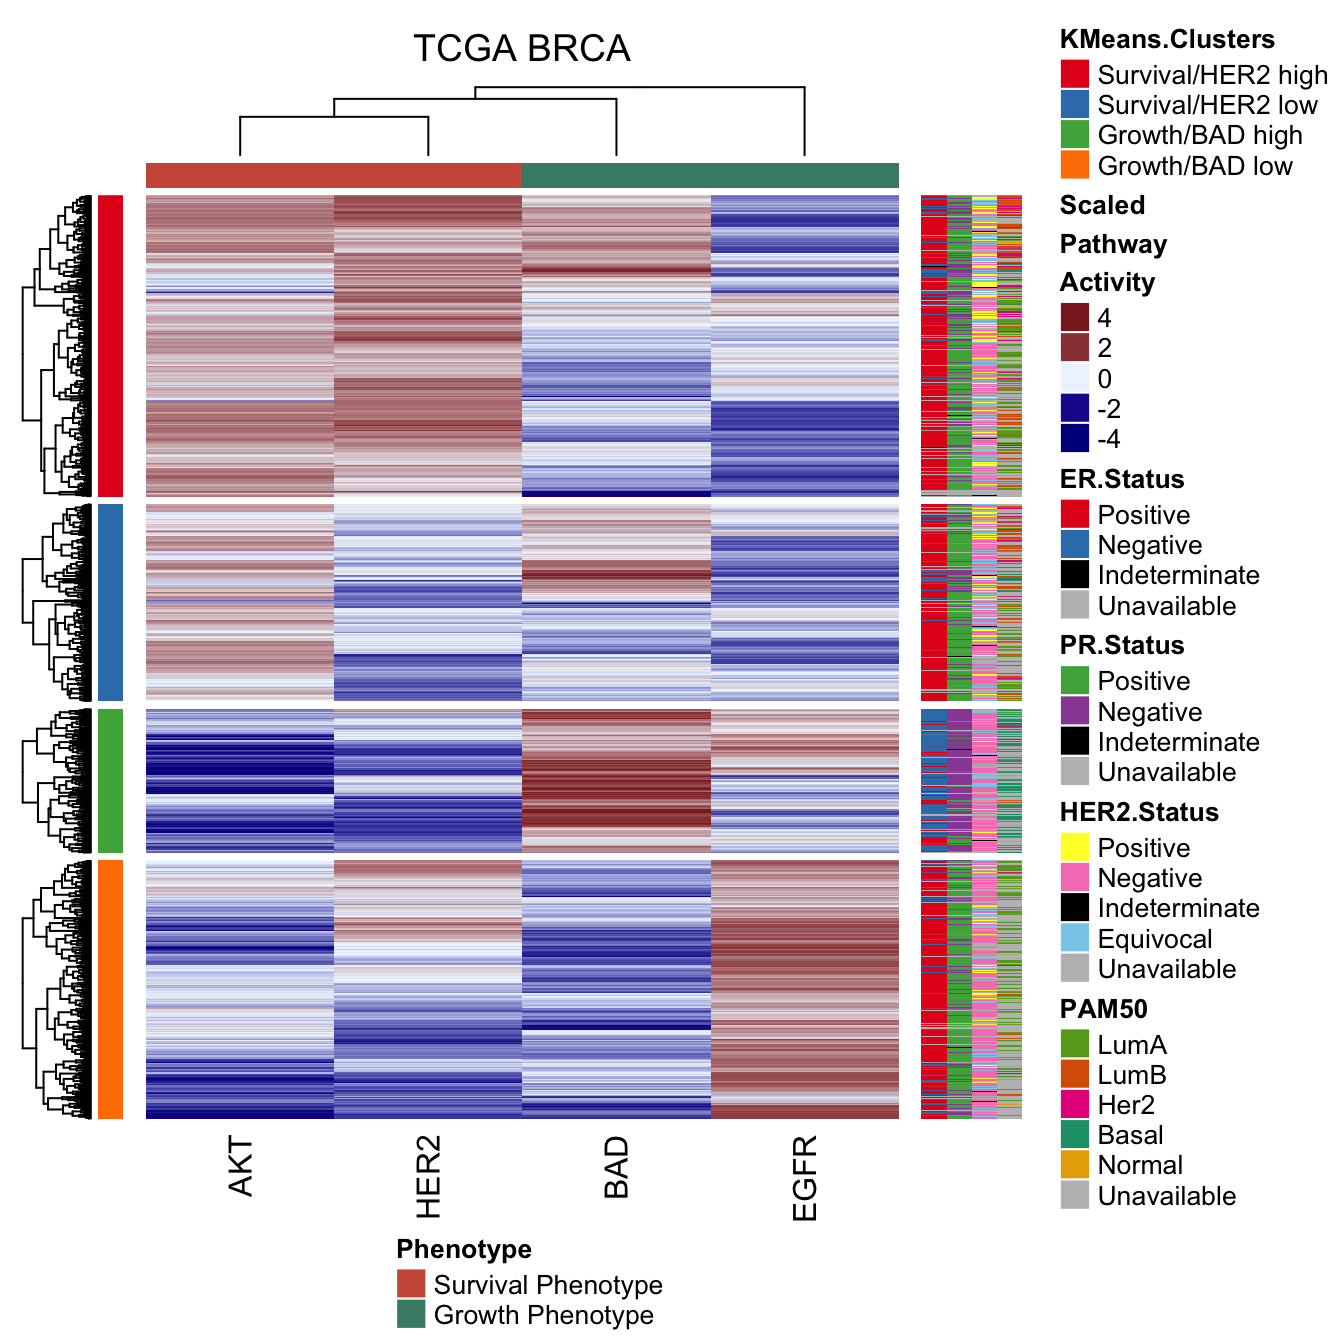 TCGA BRCA
KMeans.Clusters
Survival/HER2 high
Survival/HER2 low
Growth/BAD high
Growth/BAD low
Scaled
Pathway
Activity
4
2
0
-2
-4
ER.Status
Positive
Negative
Indeterminate
Unavailable
PR.Status
Positive
Negative
Indeterminate
Unavailable
HER2.Status
Positive
Negative
Indeterminate
Equivocal
Unavailable
PAM50
LumA
LumB
Her2
Basal
Normal
Unavailable
AKT
HER2
BAD
EGFR
Phenotype
Survival Phenotype
Growth Phenotype